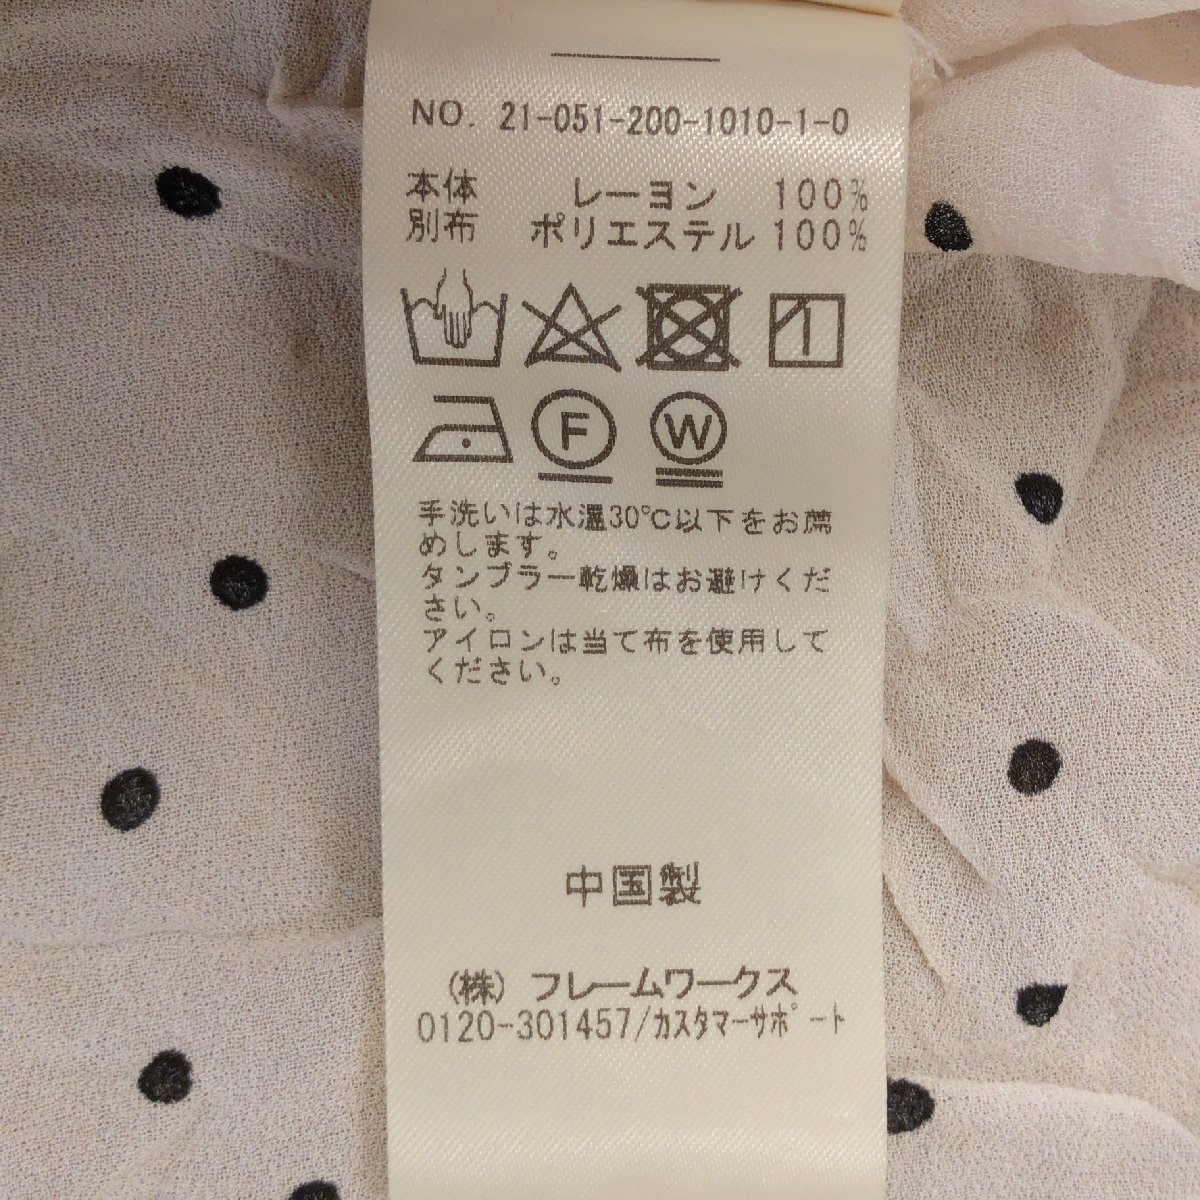 NO. 21-051-200-1010-1-0
本体 レーヨン 100%
別布 ポリエステル 100%
F W
手洗いは水温30℃以下をお薦
めします。
タンブラー乾燥はお避けくだ
さい。
アイロンは当て布を使用して
ください。
中国製
(株) フレームワークス
0120-301457/ｶｽﾀﾏｰｻﾎﾟｰﾄ